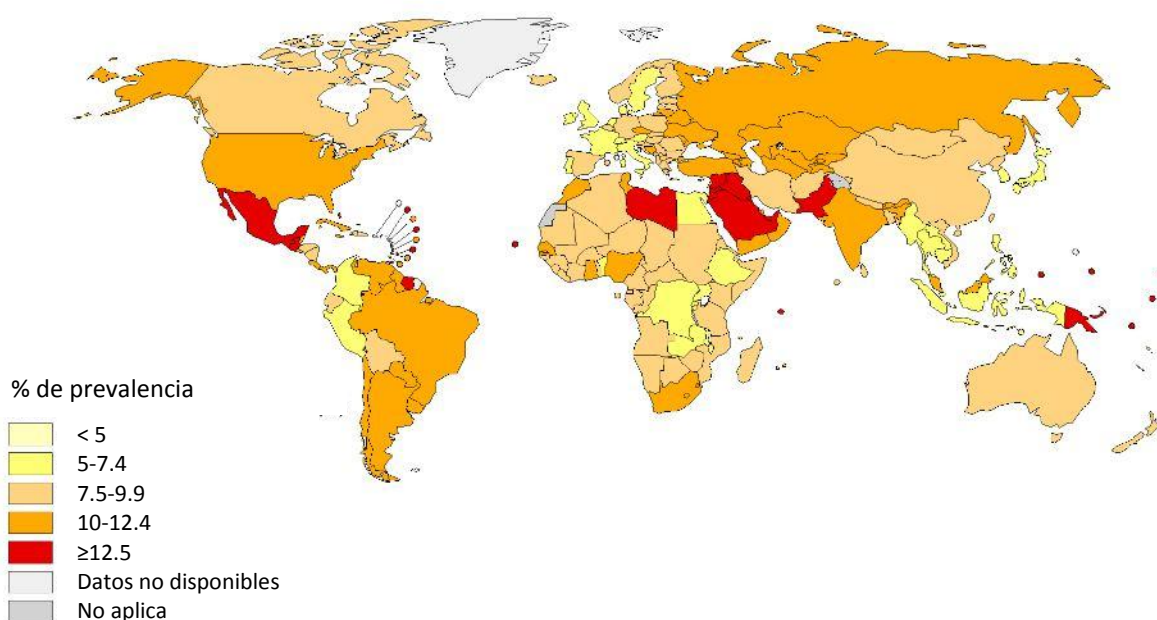 % de prevalencia
< 5
5-7.4
7.5-9.9
10-12.4
≥12.5
Datos no disponibles
No aplica